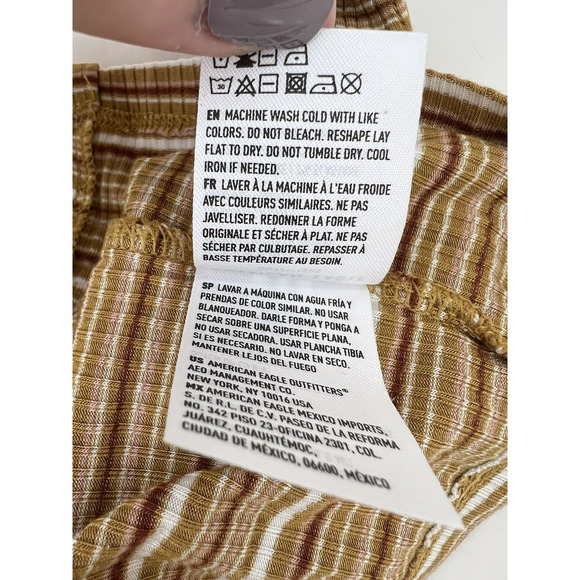 30
EN MACHINE WASH COLD WITH LIKE
COLORS. DO NOT BLEACH. RESHAPE LAY
FLAT TO DRY. DO NOT TUMBLE DRY. COOL
IRON IF NEEDED.
FR LAVER À LA MACHINE À L'EAU FROIDE
AVEC COULEURS SIMILAIRES. NE PAS
JAVELLISER. REDONNER LA FORME
ORIGINALE ET SÉCHER À PLAT. NE PAS
SÉCHER PAR CULBUTAGE. REPASSER À
BASSE TEMPÉRATURE AU BESOIN.
SP LAVAR A MÁQUINA CON AGUA FRÍA Y
PRENDAS DE COLOR SIMILAR. NO USAR
BLANQUEADOR. DARLE FORMA Y PONGA A
SECAR SOBRE UNA SUPERFICIE PLANA,
NO USAR SECADORA. USAR PLANCHA TIBIA
SI ES NECESARIO. NO LAVAR EN SECO.
MANTENER LEJOS DEL FUEGO
US AMERICAN EAGLE OUTFITTERS®
AEO MANAGEMENT CO.
NEW YORK, NY 10016 USA
MX AMERICAN EAGLE MEXICO IMPORTS,
S. DE R.L. DE C.V. PASEO DE LA REFORMA
NO. 342 PISO 23-OFICINA 2301, COL.
JUÁREZ, CUAUHTÉMOC,
CIUDAD DE MÉXICO, 06600, MÉXICO